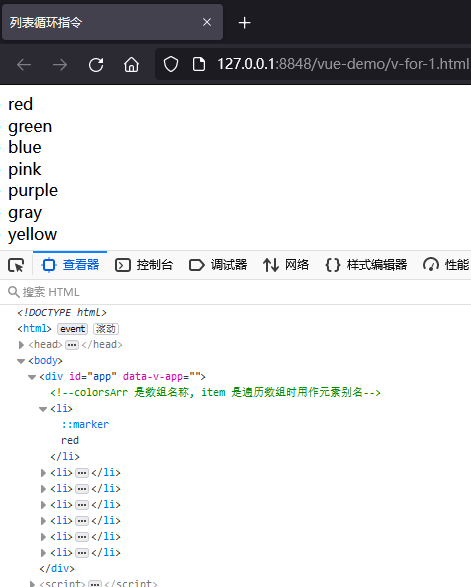 列表循环指令
127.0.0.1:8848/vue-demo/v-for-1.html
red
green
blue
pink
purple
gray
yellow
查看器 控制台 调试器 网络 样式编辑器 性能
搜索 HTML
<!DOCTYPE html>
<html> event 滚动
<head> ••• </head>
<body>
<div id="app" data-v-app="">
<!--colorsArr 是数组名称, item 是遍历数组时用作元素别名-->
<li>
::marker
red
</li>
<li> ••• </li>
<li> ••• </li>
<li> ••• </li>
<li> ••• </li>
<li> ••• </li>
<li> ••• </li>
</div>
<script> ••• </script>